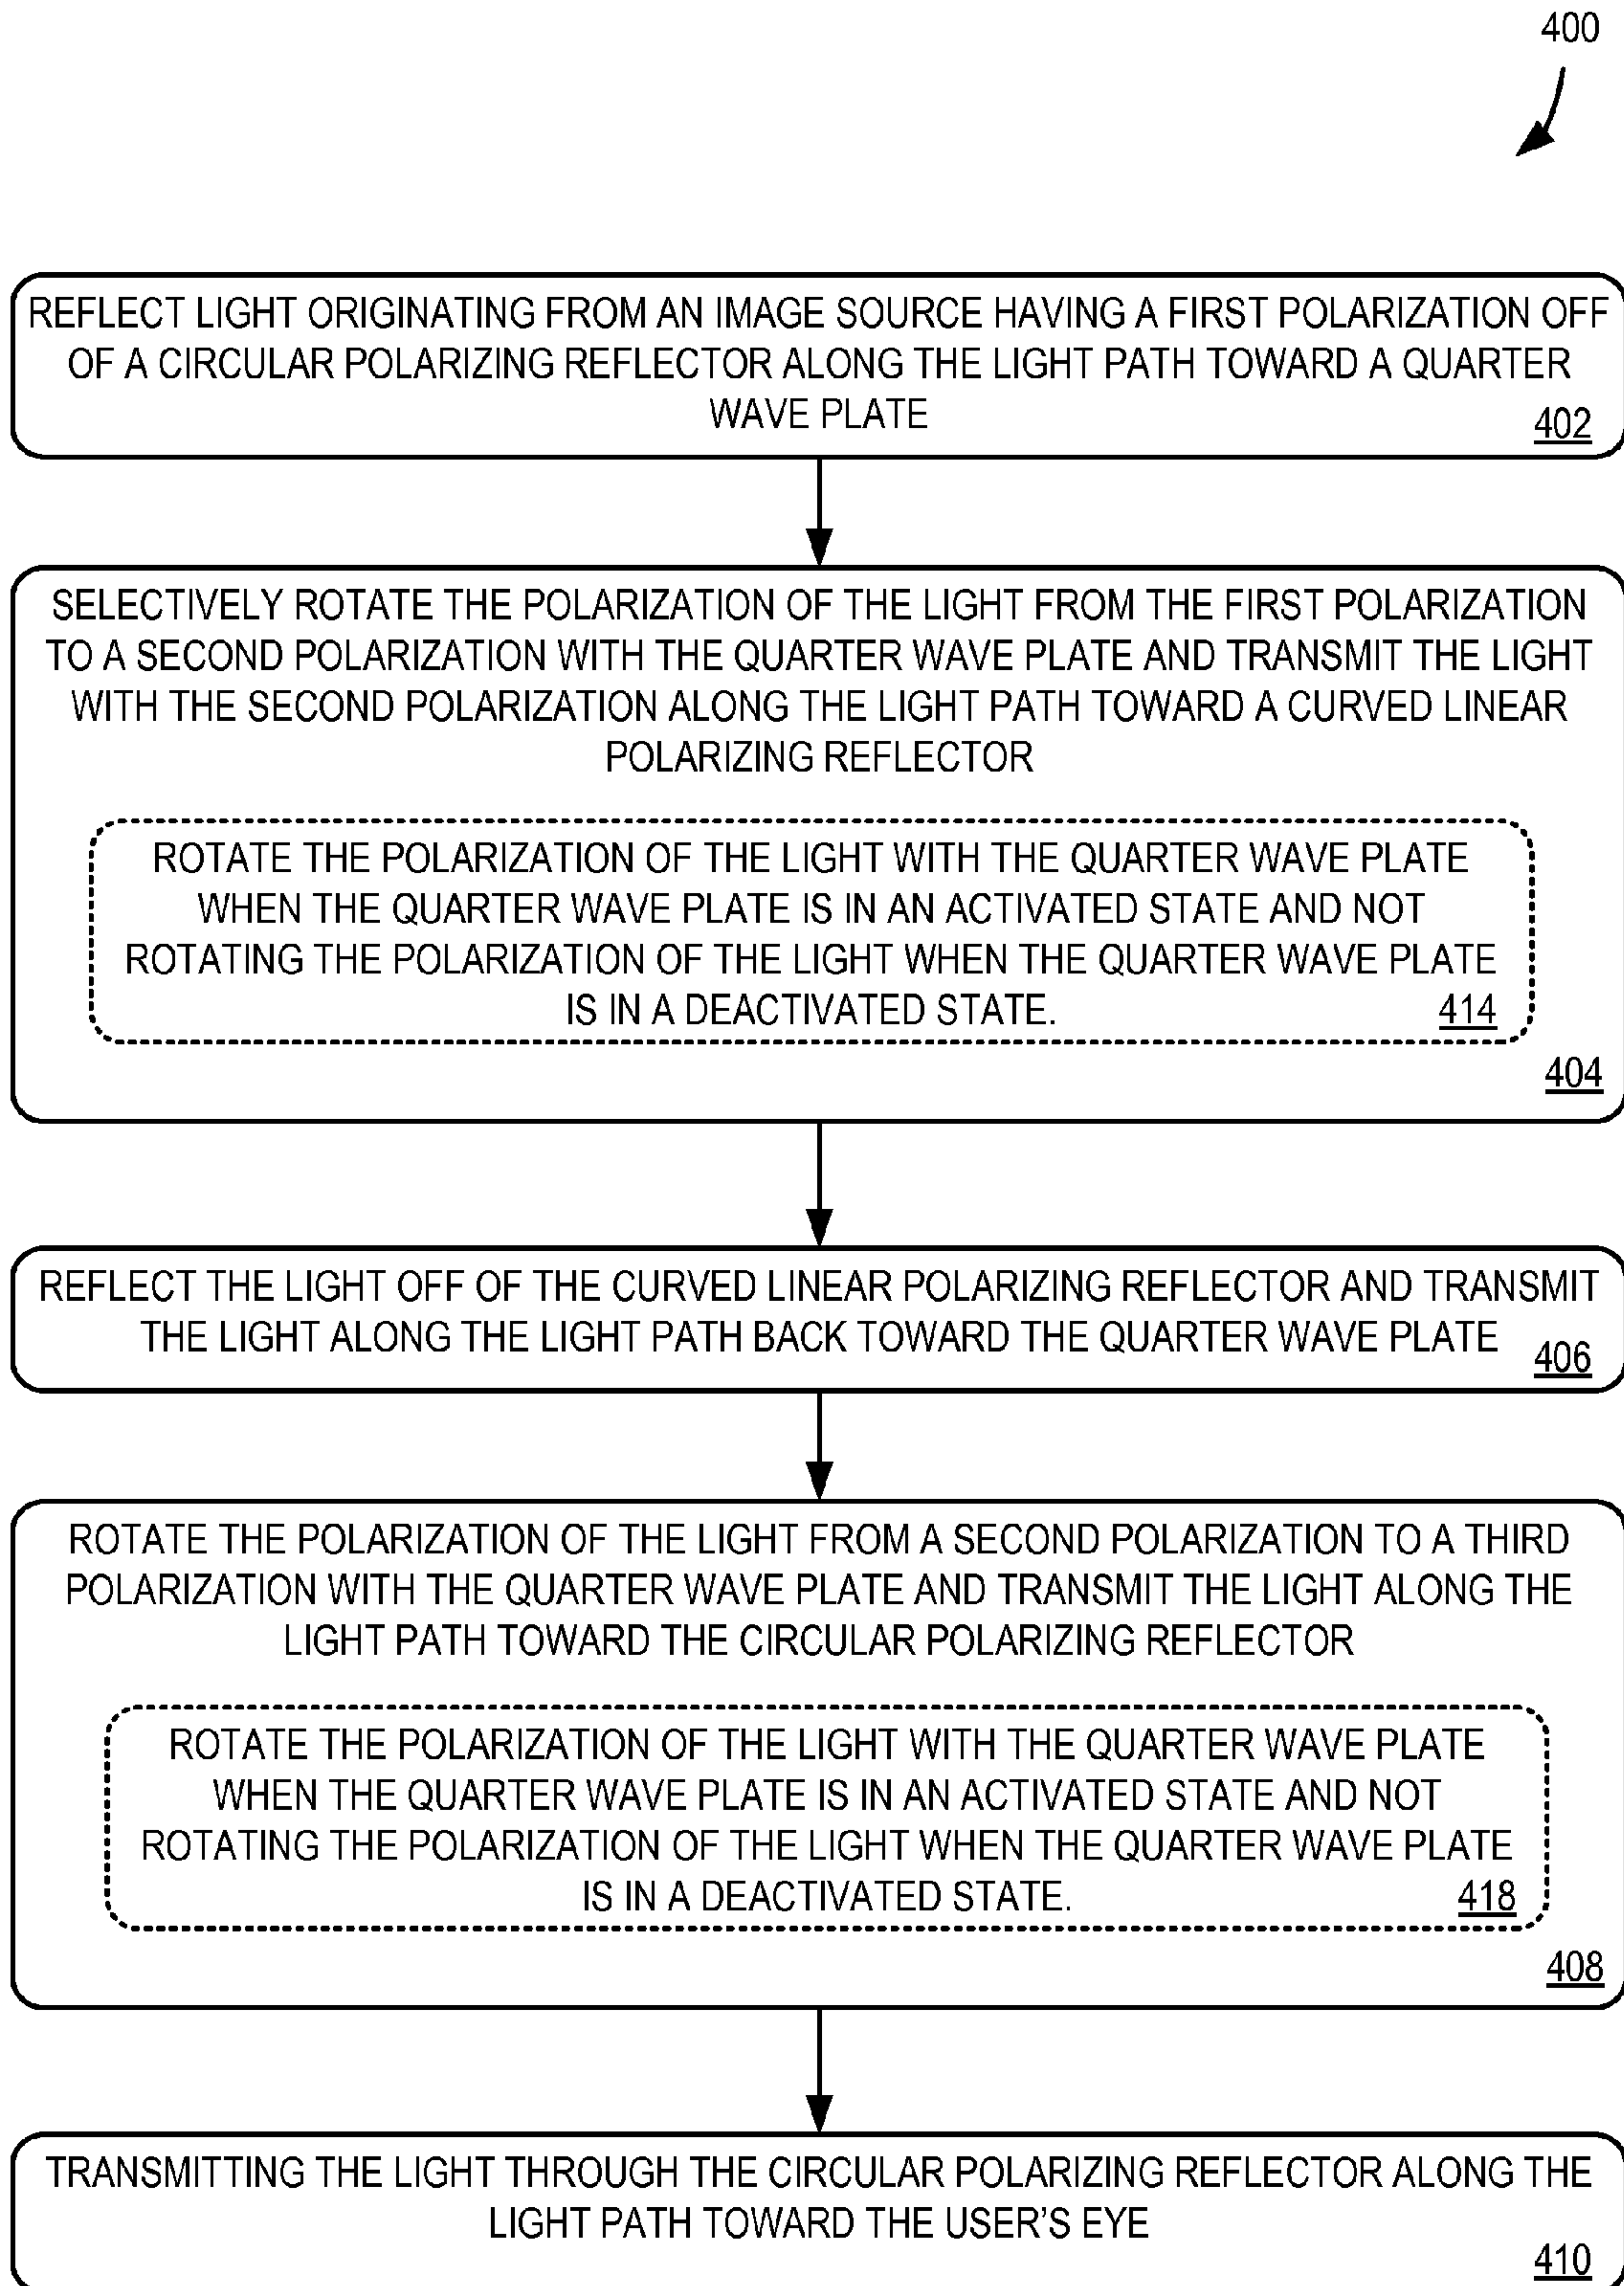 400
REFLECT LIGHT ORIGINATING FROM AN IMAGE SOURCE HAVING A FIRST POLARIZATION OFF
OF A CIRCULAR POLARIZING REFLECTOR ALONG THE LIGHT PATH TOWARD A QUARTER
WAVE PLATE
402
SELECTIVELY ROTATE THE POLARIZATION OF THE LIGHT FROM THE FIRST POLARIZATION
TO A SECOND POLARIZATION WITH THE QUARTER WAVE PLATE AND TRANSMIT THE LIGHT
WITH THE SECOND POLARIZATION ALONG THE LIGHT PATH TOWARD A CURVED LINEAR
POLARIZING REFLECTOR
ROTATE THE POLARIZATION OF THE LIGHT WITH THE QUARTER WAVE PLATE
WHEN THE QUARTER WAVE PLATE IS IN AN ACTIVATED STATE AND NOT
ROTATING THE POLARIZATION OF THE LIGHT WHEN THE QUARTER WAVE PLATE
IS IN A DEACTIVATED STATE.
414
404
REFLECT THE LIGHT OFF OF THE CURVED LINEAR POLARIZING REFLECTOR AND TRANSMIT
THE LIGHT ALONG THE LIGHT PATH BACK TOWARD THE QUARTER WAVE PLATE
406
ROTATE THE POLARIZATION OF THE LIGHT FROM A SECOND POLARIZATION TO A THIRD
POLARIZATION WITH THE QUARTER WAVE PLATE AND TRANSMIT THE LIGHT ALONG THE
LIGHT PATH TOWARD THE CIRCULAR POLARIZING REFLECTOR
ROTATE THE POLARIZATION OF THE LIGHT WITH THE QUARTER WAVE PLATE
WHEN THE QUARTER WAVE PLATE IS IN AN ACTIVATED STATE AND NOT
ROTATING THE POLARIZATION OF THE LIGHT WHEN THE QUARTER WAVE PLATE
IS IN A DEACTIVATED STATE.
418
408
TRANSMITTING THE LIGHT THROUGH THE CIRCULAR POLARIZING REFLECTOR ALONG THE
LIGHT PATH TOWARD THE USER'S EYE
410